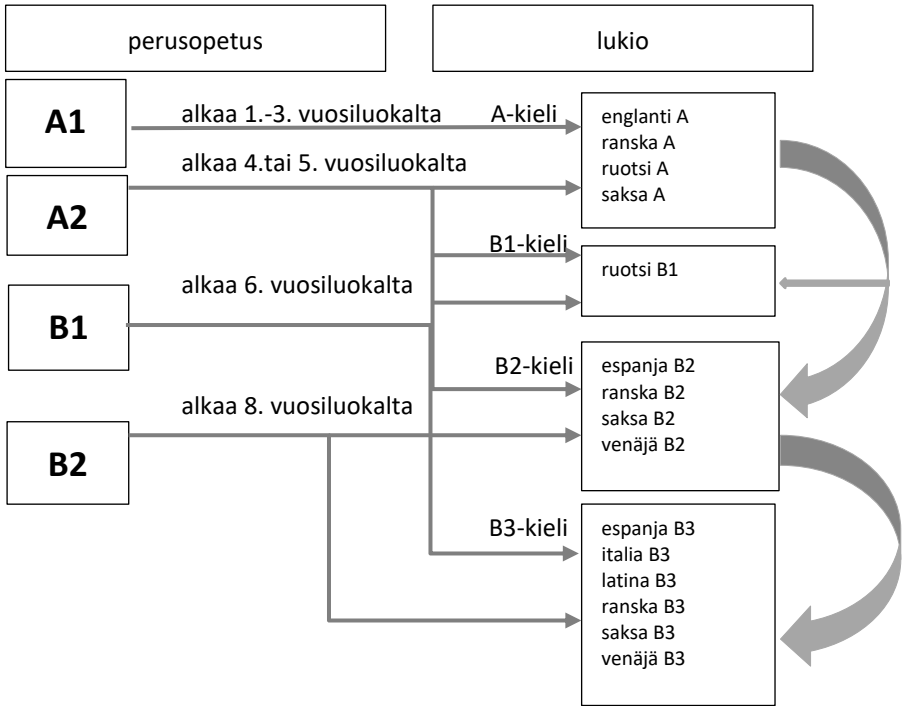 perusopetus
lukio
A1
alkaa 1.-3. vuosiluokalta
A-kieli
englanti A
ranska A
ruotsi A
saksa A
A2
alkaa 4.tai 5. vuosiluokalta
B1-kieli
ruotsi B1
B1
alkaa 6. vuosiluokalta
B2-kieli
espanja B2
ranska B2
saksa B2
venäjä B2
B2
alkaa 8. vuosiluokalta
B3-kieli
espanja B3
italia B3
latina B3
ranska B3
saksa B3
venäjä B3